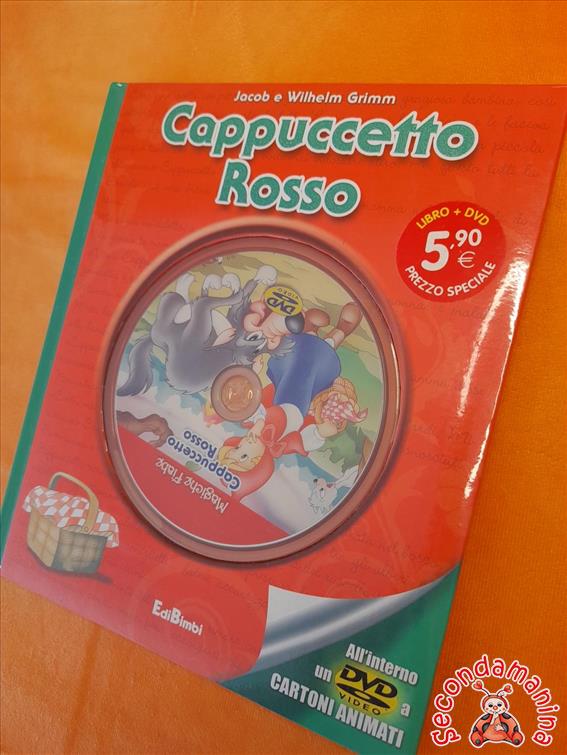 Jacob e Wilhelm Grimm
Cappuccetto
Rosso
LIBRO + DVD
5,90
€
PREZZO SPECIALE
DVD
VIDEO
Magiche Fiabe
Cappuccetto
Rosso
EdiBimbi
All'interno
un DVD VIDEO a
CARTONI ANIMATI
secondamanina